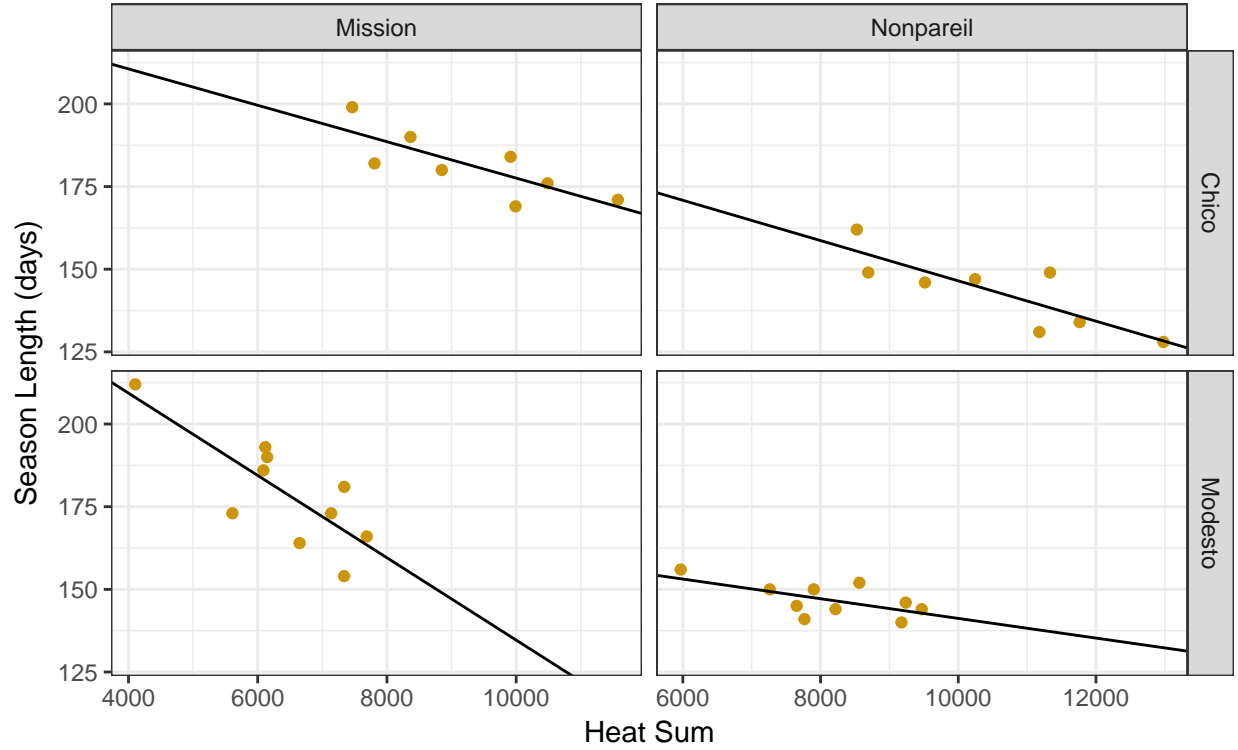 Mission
Nonpareil
200
175
150
125
Chico
200
175
150
125
Modesto
4000 6000 8000 10000
6000 8000 10000 12000
Heat Sum
Season Length (days)